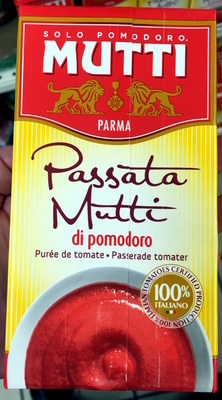 SOLO POMODORO.
MUTTI
PARMA
Passata
Mutti
di pomodoro
Purée de tomate • Passerade tomater
100%
ITALIANO
100% ITALIAN TOMATOES CERTIFIED PRODUCTION